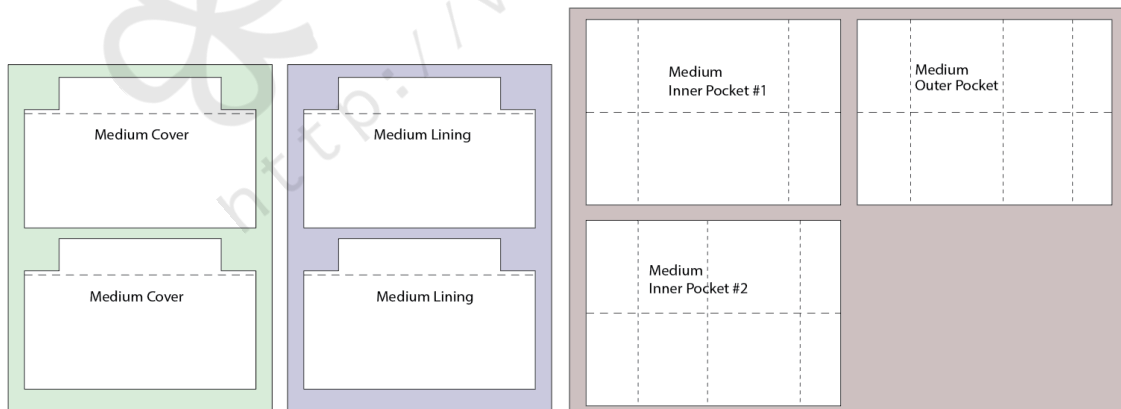 Medium Cover
Medium Cover
Medium Lining
Medium Lining
Medium
Inner Pocket #1
Medium
Outer Pocket
Medium
Inner Pocket #2
http://